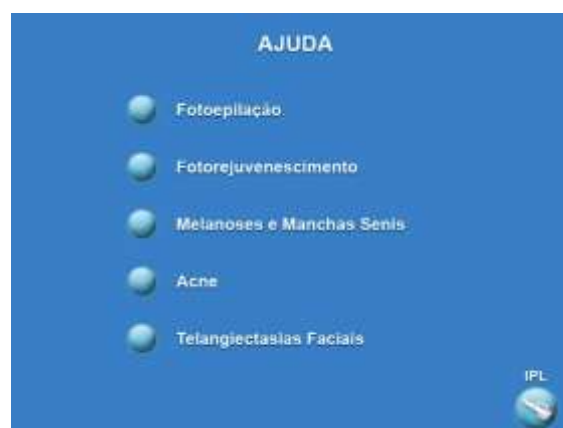 AJUDA
Fotoepilação
Fotorejuvenescimento
Melanoses e Manchas Senis
Acne
Telangiectasias Faciais
IPL